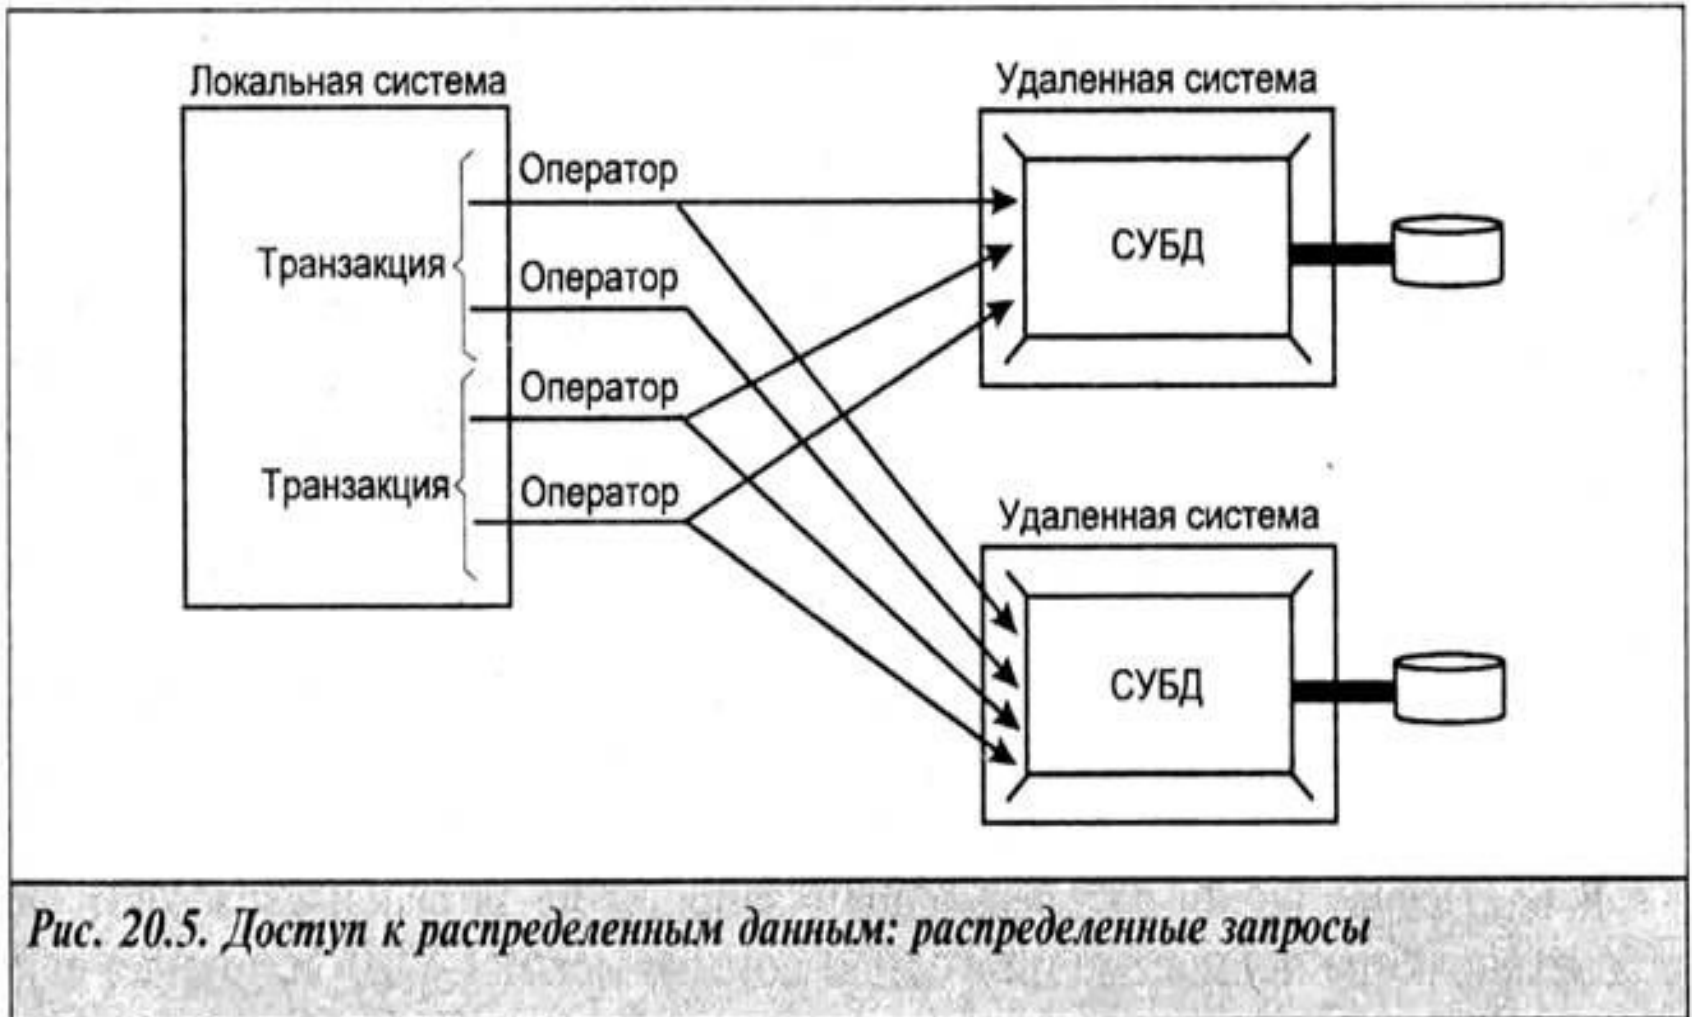 Локальная система
Удаленная система
Оператор
Транзакция
Оператор
СУБД
Оператор
Транзакция
Оператор
Удаленная система
СУБД
Рис. 20.5. Доступ к распределенным данным: распределенные запросы